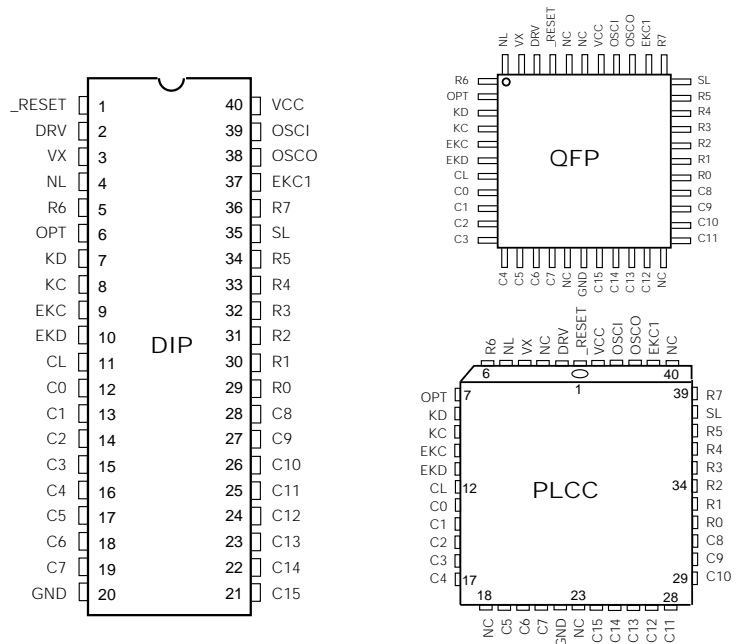 _RESET 1 40 VCC
DRV 2 39 OSCI
VX 3 38 OSCO
NL 4 37 EKC1
R6 5 36 R7
OPT 6 35 SL
KD 7 34 R5
KC 8 33 R4
EKC 9 32 R3
EKD 10 31 R2
CL 11 30 R1
C0 12 29 R0
C1 13 28 C8
C2 14 27 C9
C3 15 26 C10
C4 16 25 C11
C5 17 24 C12
C6 18 23 C13
C7 19 22 C14
GND 20 21 C15
DIP
NL VX DRV _RESET NC NC VCC OSCI OSCO EKC1 R7
R6 SL
OPT R5
KD R4
KC R3
EKC R2
EKD R1
CL R0
C0 C8
C1 C9
C2 C10
C3 C11
QFP
C4 C5 C6 C7 NC GND C15 C14 C13 C12 NC
R6 NL VX NC DRV _RESET VCC OSCI OSCO EKC1 NC
6 1 40
OPT 7 39 R7
KD SL
KC R5
EKC R4
EKD R3
CL 12 34 R2
C0 R1
C1 R0
C2 C8
C3 C9
C4 17 29 C10
PLCC
18 23 28
NC C5 C6 C7 GND NC C15 C14 C13 C12 C11